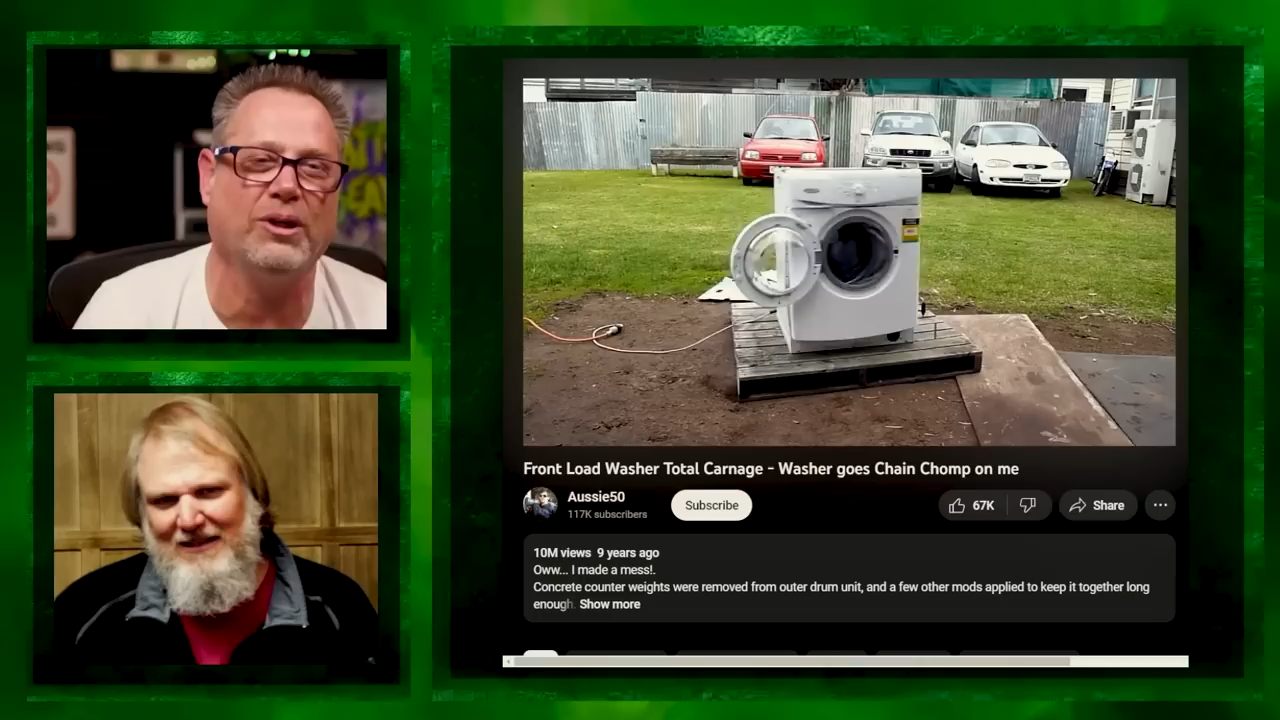 Front Load Washer Total Carnage - Washer goes Chain Chomp on me
Aussie50
117K subscribers
Subscribe
67K
Share
10M views 9 years ago
Oww... I made a mess!.
Concrete counter weights were removed from outer drum unit, and a few other mods applied to keep it together long
enough. Show more